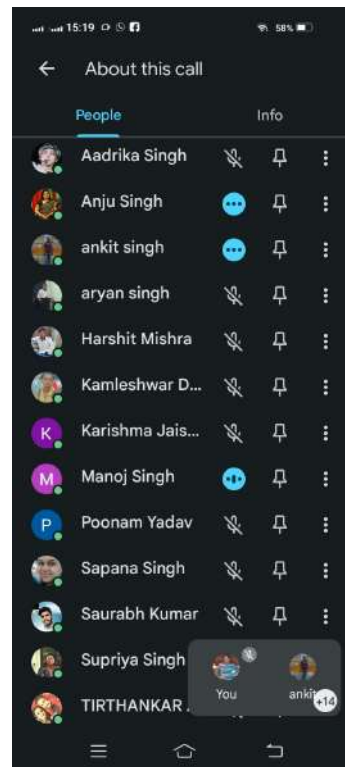 15:19 58%
About this call
People Info
Aadrika Singh
Anju Singh
ankit singh
aryan singh
Harshit Mishra
Kamleshwar D...
K Karishma Jais...
M Manoj Singh
P Poonam Yadav
Sapana Singh
Saurabh Kumar
Supriya Singh
You ankit
+14
TIRTHANKAR .